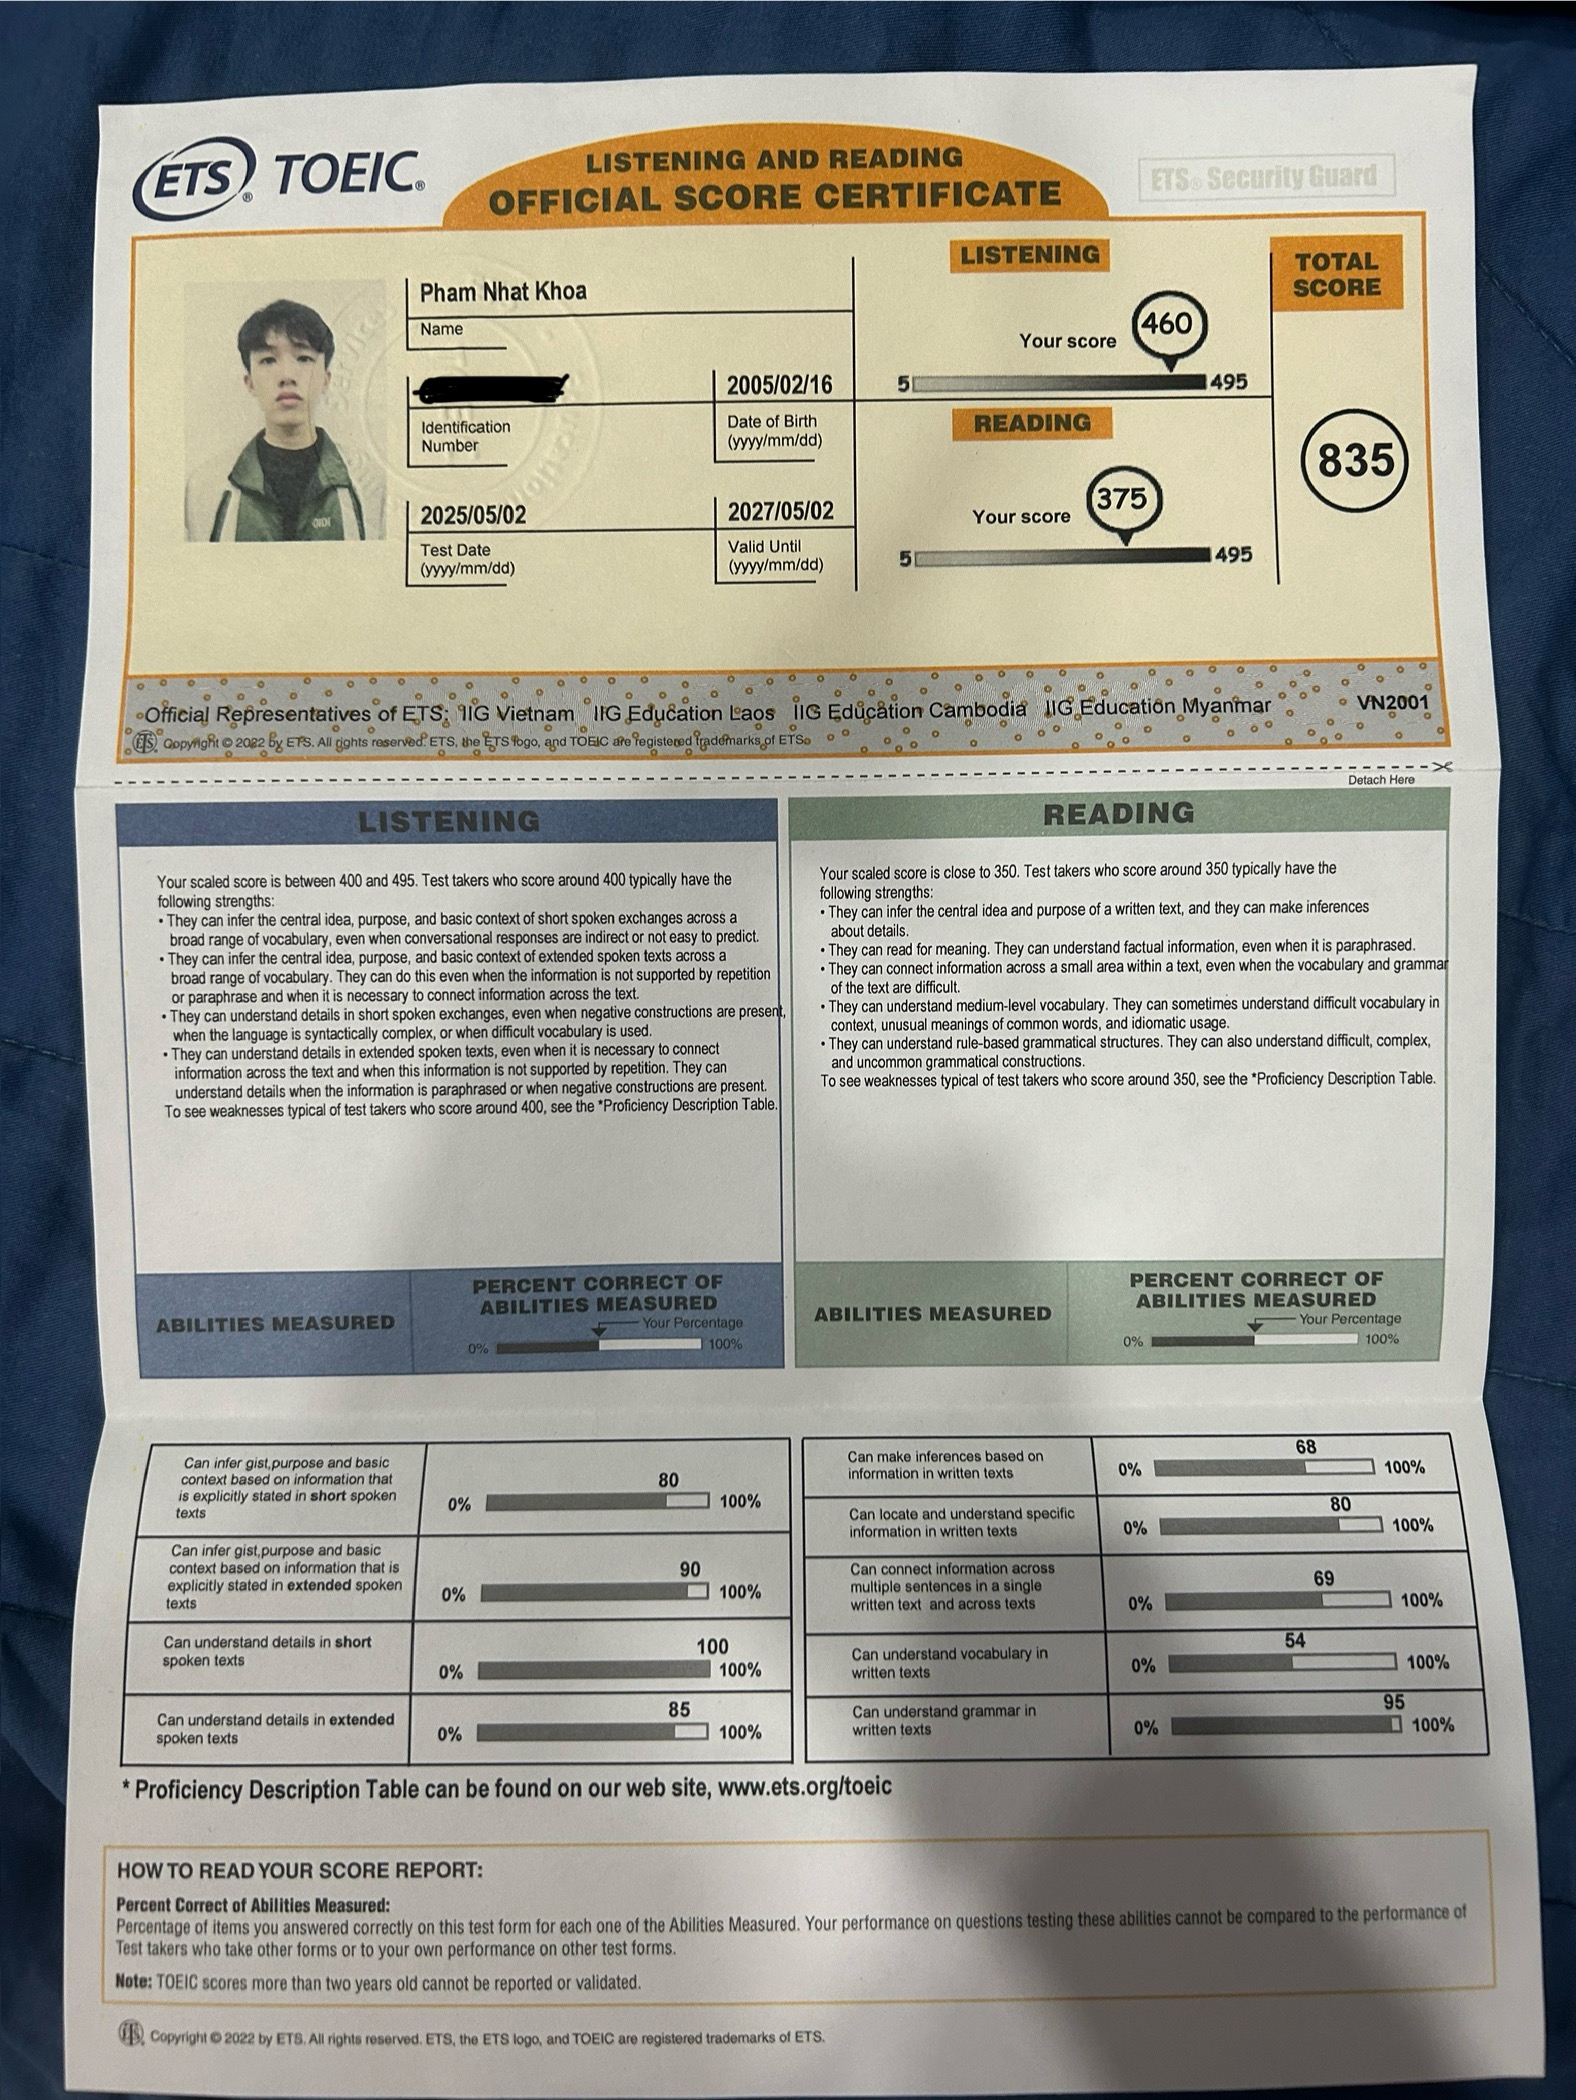 ETS® TOEIC®
LISTENING AND READING
OFFICIAL SCORE CERTIFICATE
ETS® Security Guard
Pham Nhat Khoa
Name
Identification
Number
2005/02/16
Date of Birth
(yyyy/mm/dd)
2025/05/02
Test Date
(yyyy/mm/dd)
2027/05/02
Valid Until
(yyyy/mm/dd)
LISTENING
Your score
460
5 495
READING
Your score
375
5 495
TOTAL
SCORE
835
Official Representatives of ETS: IIG Vietnam IIG Education Laos IIG Education Cambodia IIG Education Myanmar VN2001
ETS. Copyright © 2022 by ETS. All rights reserved. ETS, the ETS logo, and TOEIC are registered trademarks of ETS.
Detach Here
LISTENING
Your scaled score is between 400 and 495. Test takers who score around 400 typically have the
following strengths:
• They can infer the central idea, purpose, and basic context of short spoken exchanges across a
broad range of vocabulary, even when conversational responses are indirect or not easy to predict.
• They can infer the central idea, purpose, and basic context of extended spoken texts across a
broad range of vocabulary. They can do this even when the information is not supported by repetition
or paraphrase and when it is necessary to connect information across the text.
• They can understand details in short spoken exchanges, even when negative constructions are present,
when the language is syntactically complex, or when difficult vocabulary is used.
• They can understand details in extended spoken texts, even when it is necessary to connect
information across the text and when this information is not supported by repetition. They can
understand details when the information is paraphrased or when negative constructions are present.
To see weaknesses typical of test takers who score around 400, see the *Proficiency Description Table.
READING
Your scaled score is close to 350. Test takers who score around 350 typically have the
following strengths:
• They can infer the central idea and purpose of a written text, and they can make inferences
about details.
• They can read for meaning. They can understand factual information, even when it is paraphrased.
• They can connect information across a small area within a text, even when the vocabulary and grammar
of the text are difficult.
• They can understand medium-level vocabulary. They can sometimes understand difficult vocabulary in
context, unusual meanings of common words, and idiomatic usage.
• They can understand rule-based grammatical structures. They can also understand difficult, complex,
and uncommon grammatical constructions.
To see weaknesses typical of test takers who score around 350, see the *Proficiency Description Table.
ABILITIES MEASURED
PERCENT CORRECT OF
ABILITIES MEASURED
Your Percentage
0% 100%
ABILITIES MEASURED
PERCENT CORRECT OF
ABILITIES MEASURED
Your Percentage
0% 100%
Can infer gist,purpose and basic
context based on information that
is explicitly stated in short spoken
texts
80
0% 100%
Can infer gist,purpose and basic
context based on information that is
explicitly stated in extended spoken
texts
90
0% 100%
Can understand details in short
spoken texts
100
0% 100%
Can understand details in extended
spoken texts
85
0% 100%
Can make inferences based on
information in written texts
68
0% 100%
Can locate and understand specific
information in written texts
80
0% 100%
Can connect information across
multiple sentences in a single
written text and across texts
69
0% 100%
Can understand vocabulary in
written texts
54
0% 100%
Can understand grammar in
written texts
95
0% 100%
* Proficiency Description Table can be found on our web site, www.ets.org/toeic
HOW TO READ YOUR SCORE REPORT:
Percent Correct of Abilities Measured:
Percentage of items you answered correctly on this test form for each one of the Abilities Measured. Your performance on questions testing these abilities cannot be compared to the performance of
Test takers who take other forms or to your own performance on other test forms.
Note: TOEIC scores more than two years old cannot be reported or validated.
ETS. Copyright © 2022 by ETS. All rights reserved. ETS, the ETS logo, and TOEIC are registered trademarks of ETS.